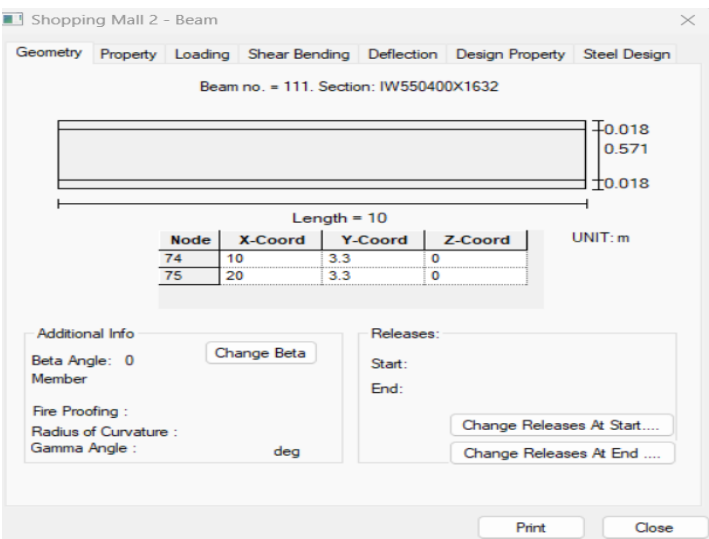 Shopping Mall 2 - Beam
Geometry Property Loading Shear Bending Deflection Design Property Steel Design
Beam no. = 111. Section: IW550400X1632
0.018
0.571
0.018
Length = 10
UNIT: m
Node X-Coord Y-Coord Z-Coord
74 10 3.3 0
75 20 3.3 0
Additional Info
Beta Angle: 0 Change Beta
Member
Fire Proofing :
Radius of Curvature :
Gamma Angle : deg
Releases:
Start:
End:
Change Releases At Start....
Change Releases At End ....
Print Close